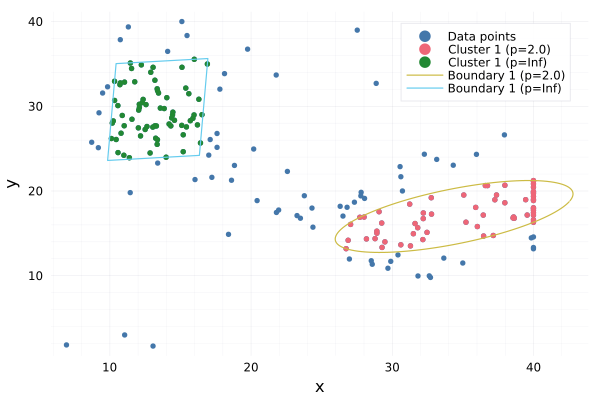 40
30
20
10
y
10
20
30
40
x
Data points
Cluster 1 (p=2.0)
Cluster 1 (p=Inf)
Boundary 1 (p=2.0)
Boundary 1 (p=Inf)